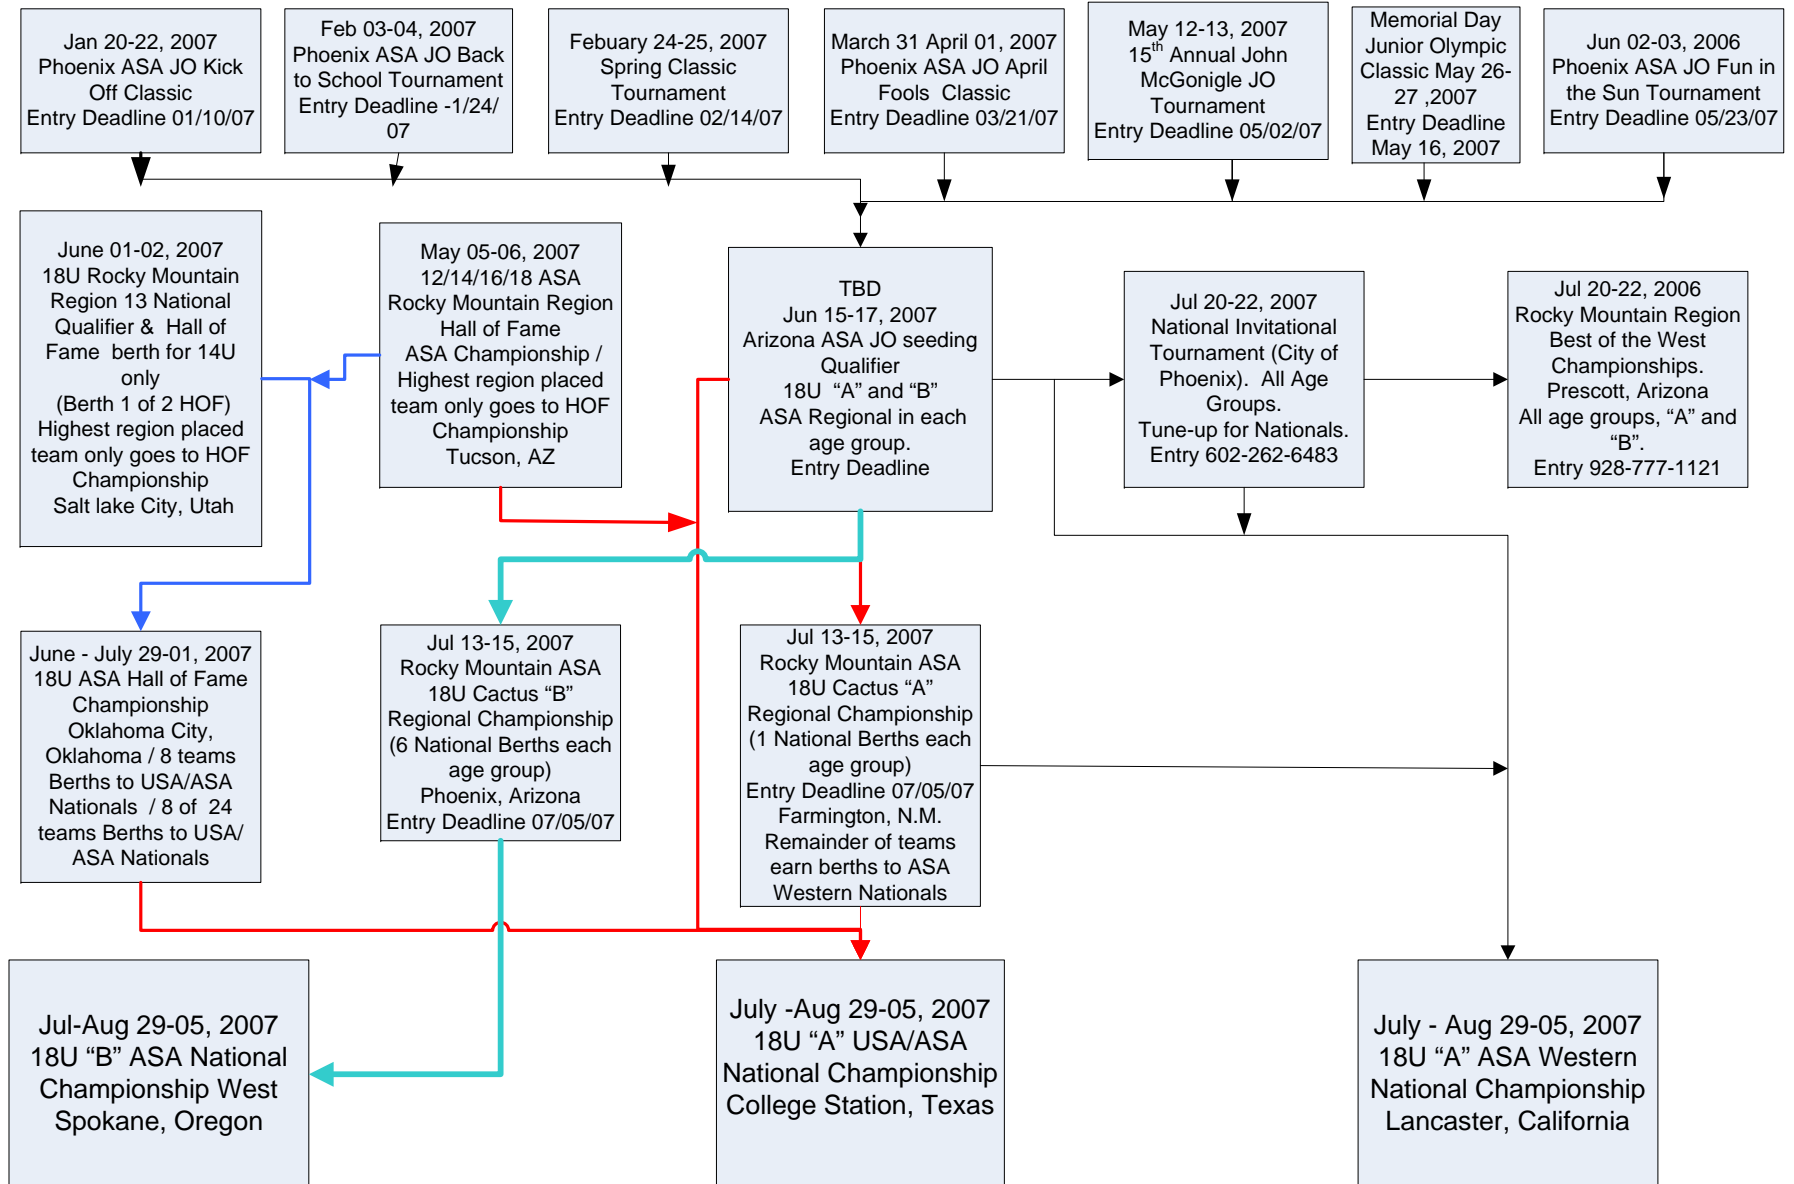 Jan 20-22, 2007
Phoenix ASA JO Kick
Off Classic
Entry Deadline 01/10/07
Feb 03-04, 2007
Phoenix ASA JO Back
to School Tournament
Entry Deadline -1/24/
07
Febuary 24-25, 2007
Spring Classic
Tournament
Entry Deadline 02/14/07
March 31 April 01, 2007
Phoenix ASA JO April
Fools Classic
Entry Deadline 03/21/07
May 12-13, 2007
15th Annual John
McGonigle JO
Tournament
Entry Deadline 05/02/07
Memorial Day
Junior Olympic
Classic May 26-
27 ,2007
Entry Deadline
May 16, 2007
Jun 02-03, 2006
Phoenix ASA JO Fun in
the Sun Tournament
Entry Deadline 05/23/07
June 01-02, 2007
18U Rocky Mountain
Region 13 National
Qualifier & Hall of
Fame berth for 14U
only
(Berth 1 of 2 HOF)
Highest region placed
team only goes to HOF
Championship
Salt lake City, Utah
May 05-06, 2007
12/14/16/18 ASA
Rocky Mountain Region
Hall of Fame
ASA Championship /
Highest region placed
team only goes to HOF
Championship
Tucson, AZ
TBD
Jun 15-17, 2007
Arizona ASA JO seeding
Qualifier
18U “A” and “B”
ASA Regional in each
age group.
Entry Deadline
Jul 20-22, 2007
National Invitational
Tournament (City of
Phoenix). All Age
Groups.
Tune-up for Nationals.
Entry 602-262-6483
Jul 20-22, 2006
Rocky Mountain Region
Best of the West
Championships.
Prescott, Arizona
All age groups, “A” and
“B”.
Entry 928-777-1121
June - July 29-01, 2007
18U ASA Hall of Fame
Championship
Oklahoma City,
Oklahoma / 8 teams
Berths to USA/ASA
Nationals / 8 of 24
teams Berths to USA/
ASA Nationals
Jul 13-15, 2007
Rocky Mountain ASA
18U Cactus “B”
Regional Championship
(6 National Berths each
age group)
Phoenix, Arizona
Entry Deadline 07/05/07
Jul 13-15, 2007
Rocky Mountain ASA
18U Cactus “A”
Regional Championship
(1 National Berths each
age group)
Entry Deadline 07/05/07
Farmington, N.M.
Remainder of teams
earn berths to ASA
Western Nationals
Jul-Aug 29-05, 2007
18U “B” ASA National
Championship West
Spokane, Oregon
July -Aug 29-05, 2007
18U “A” USA/ASA
National Championship
College Station, Texas
July - Aug 29-05, 2007
18U “A” ASA Western
National Championship
Lancaster, California